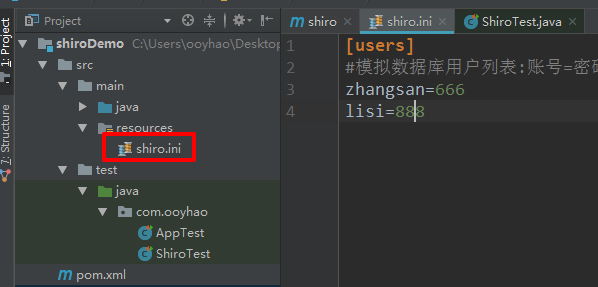 1: Project
7: Structure
Project
shiroDemo C:\Users\ooyhao\Desktop
src
main
java
resources
shiro.ini
test
java
com.ooyhao
AppTest
ShiroTest
pom.xml
shiro
shiro.ini
ShiroTest.java
1 [users]
2 #模拟数据库用户列表:账号=密码
3 zhangsan=666
4 lisi=888